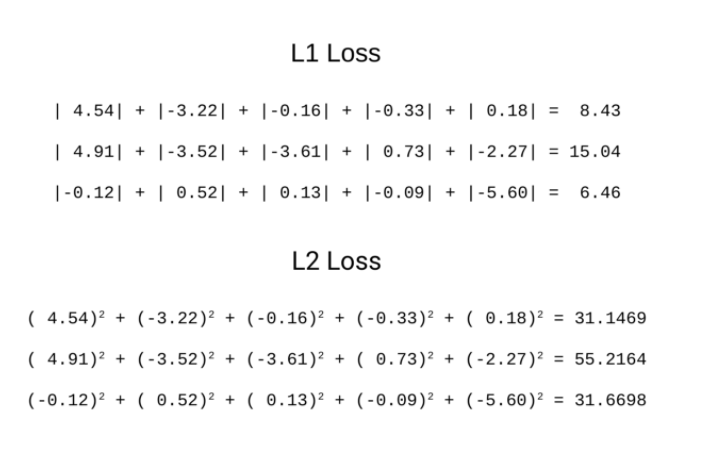 L1 Loss
| 4.54| + |-3.22| + |-0.16| + |-0.33| + | 0.18| = 8.43
| 4.91| + |-3.52| + |-3.61| + | 0.73| + |-2.27| = 15.04
|-0.12| + | 0.52| + | 0.13| + |-0.09| + |-5.60| = 6.46
L2 Loss
( 4.54)² + (-3.22)² + (-0.16)² + (-0.33)² + ( 0.18)² = 31.1469
( 4.91)² + (-3.52)² + (-3.61)² + ( 0.73)² + (-2.27)² = 55.2164
(-0.12)² + ( 0.52)² + ( 0.13)² + (-0.09)² + (-5.60)² = 31.6698